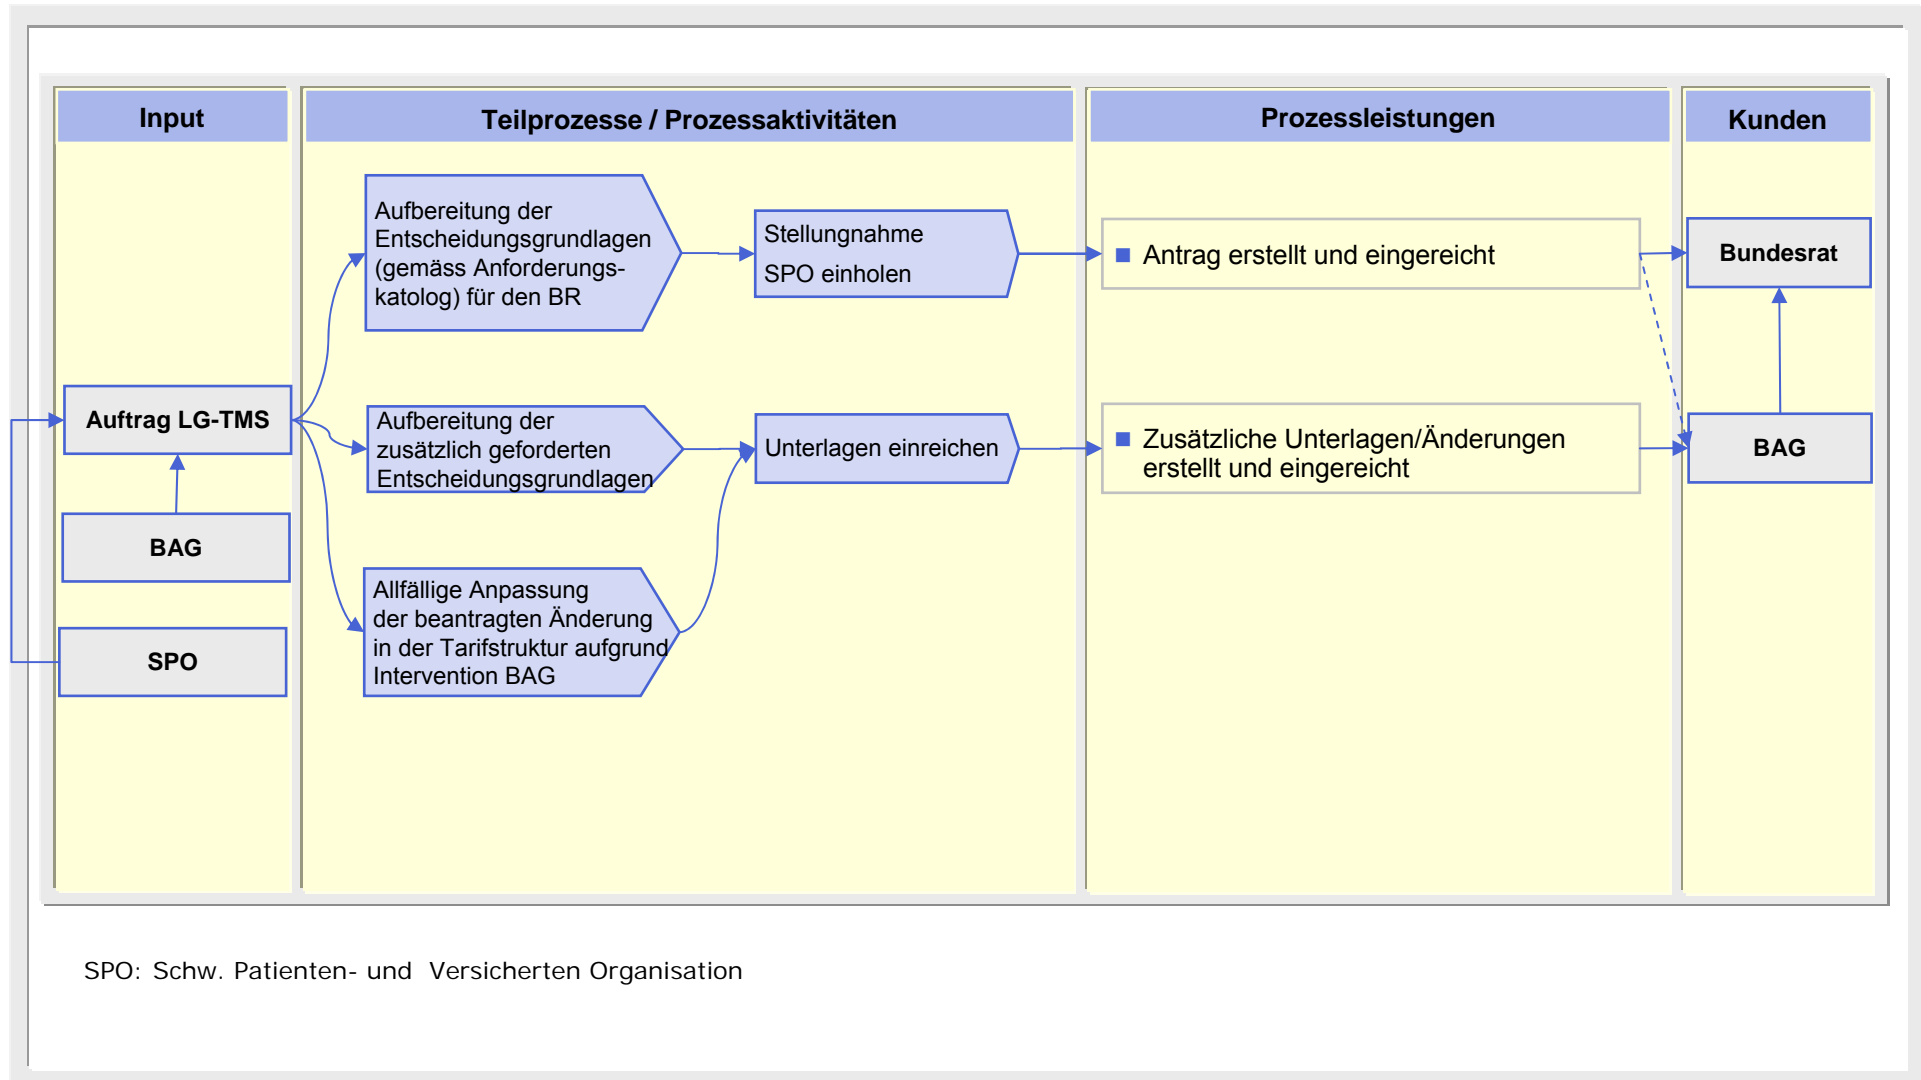 Input
Teilprozesse / Prozessaktivitäten
Prozessleistungen
Kunden
Aufbereitung der
Entscheidungsgrundlagen
(gemäss Anforderungs-
katolog) für den BR
Stellungnahme
SPO einholen
■ Antrag erstellt und eingereicht
Bundesrat
Auftrag LG-TMS
Aufbereitung der
zusätzlich geforderten
Entscheidungsgrundlagen
Unterlagen einreichen
■ Zusätzliche Unterlagen/Änderungen
erstellt und eingereicht
BAG
BAG
Allfällige Anpassung
der beantragten Änderung
in der Tarifstruktur aufgrund
Intervention BAG
SPO
SPO: Schw. Patienten- und Versicherten Organisation